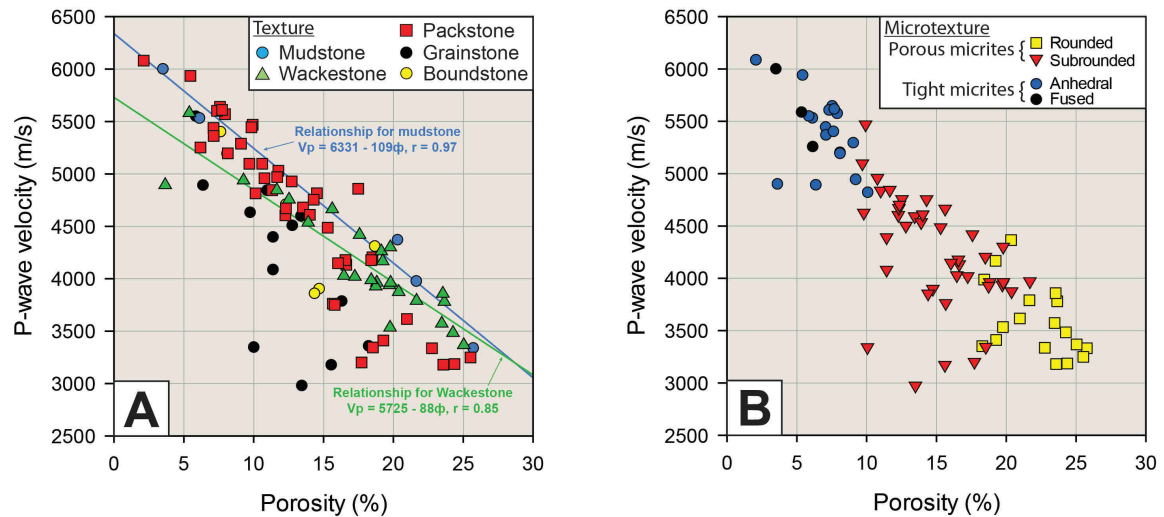 6500
6000
5500
5000
4500
4000
3500
3000
2500
P-wave velocity (m/s)
Texture
Mudstone
Wackestone
Packstone
Grainstone
Boundstone
Relationship for mudstone
Vp = 6331 - 109ф, r = 0.97
Relationship for Wackestone
Vp = 5725 - 88ф, r = 0.85
A
0 5 10 15 20 25 30
Porosity (%)
6500
6000
5500
5000
4500
4000
3500
3000
2500
P-wave velocity (m/s)
Microtexture
Porous micrites { Rounded
Subrounded
Tight micrites { Anhedral
Fused
B
0 5 10 15 20 25 30
Porosity (%)